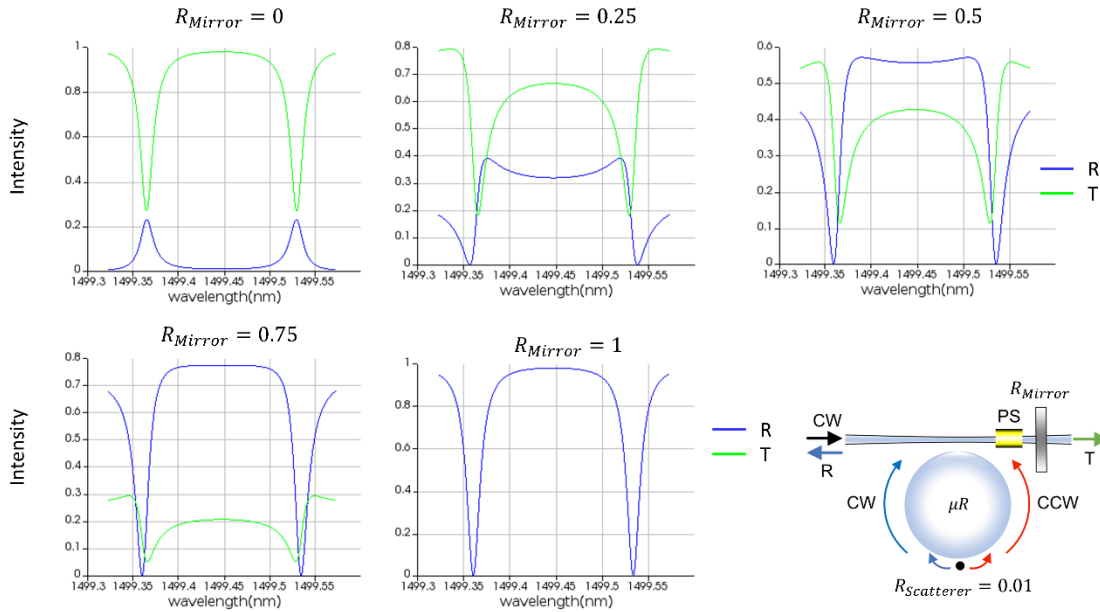 R_Mirror = 0
R_Mirror = 0.25
R_Mirror = 0.5
Intensity
1
0.8
0.6
0.4
0.2
0
1499.3 1499.35 1499.4 1499.45 1499.5 1499.55
wavelength(nm)
0.8
0.7
0.6
0.5
0.4
0.3
0.2
0.1
0
1499.3 1499.35 1499.4 1499.45 1499.5 1499.55
wavelength(nm)
0.6
0.5
0.4
0.3
0.2
0.1
0
1499.3 1499.35 1499.4 1499.45 1499.5 1499.55
wavelength(nm)
R
T
R_Mirror = 0.75
R_Mirror = 1
Intensity
0.8
0.7
0.6
0.5
0.4
0.3
0.2
0.1
0
1499.3 1499.35 1499.4 1499.45 1499.5 1499.55
wavelength(nm)
1
0.8
0.6
0.4
0.2
0
1499.3 1499.35 1499.4 1499.45 1499.5 1499.55
wavelength(nm)
R
T
R_Mirror
CW
PS
R
T
CW
μR
CCW
R_Scatterer = 0.01